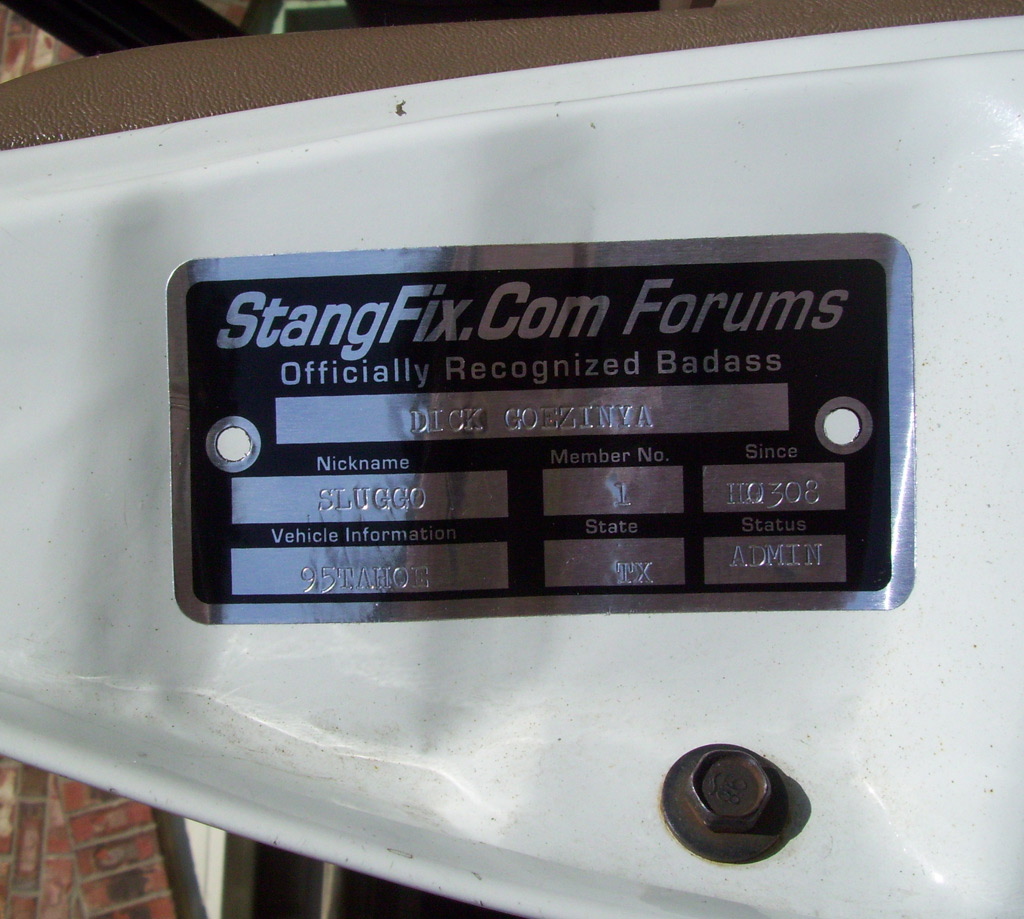 StangFix.Com Forums
Officially Recognized Badass
DICK GOEZINYA
Nickname Member No. Since
SLUGGO 1 110308
Vehicle Information State Status
95TAHOE TX ADMIN